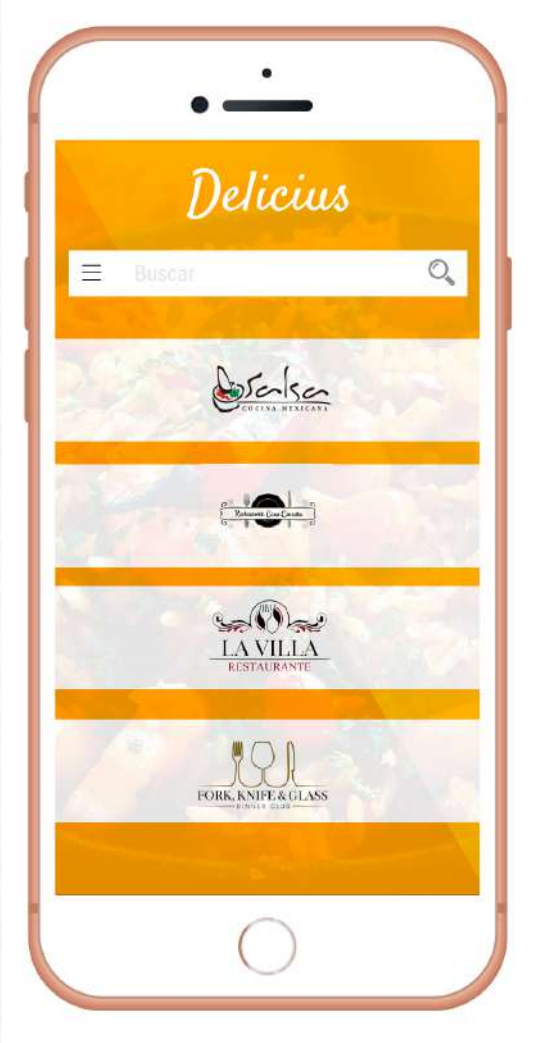 Delicius
Buscar
Salsa
COCINA MEXICANA
LA VILLA
RESTAURANTE
FORK, KNIFE & GLASS
DINNER CLUB